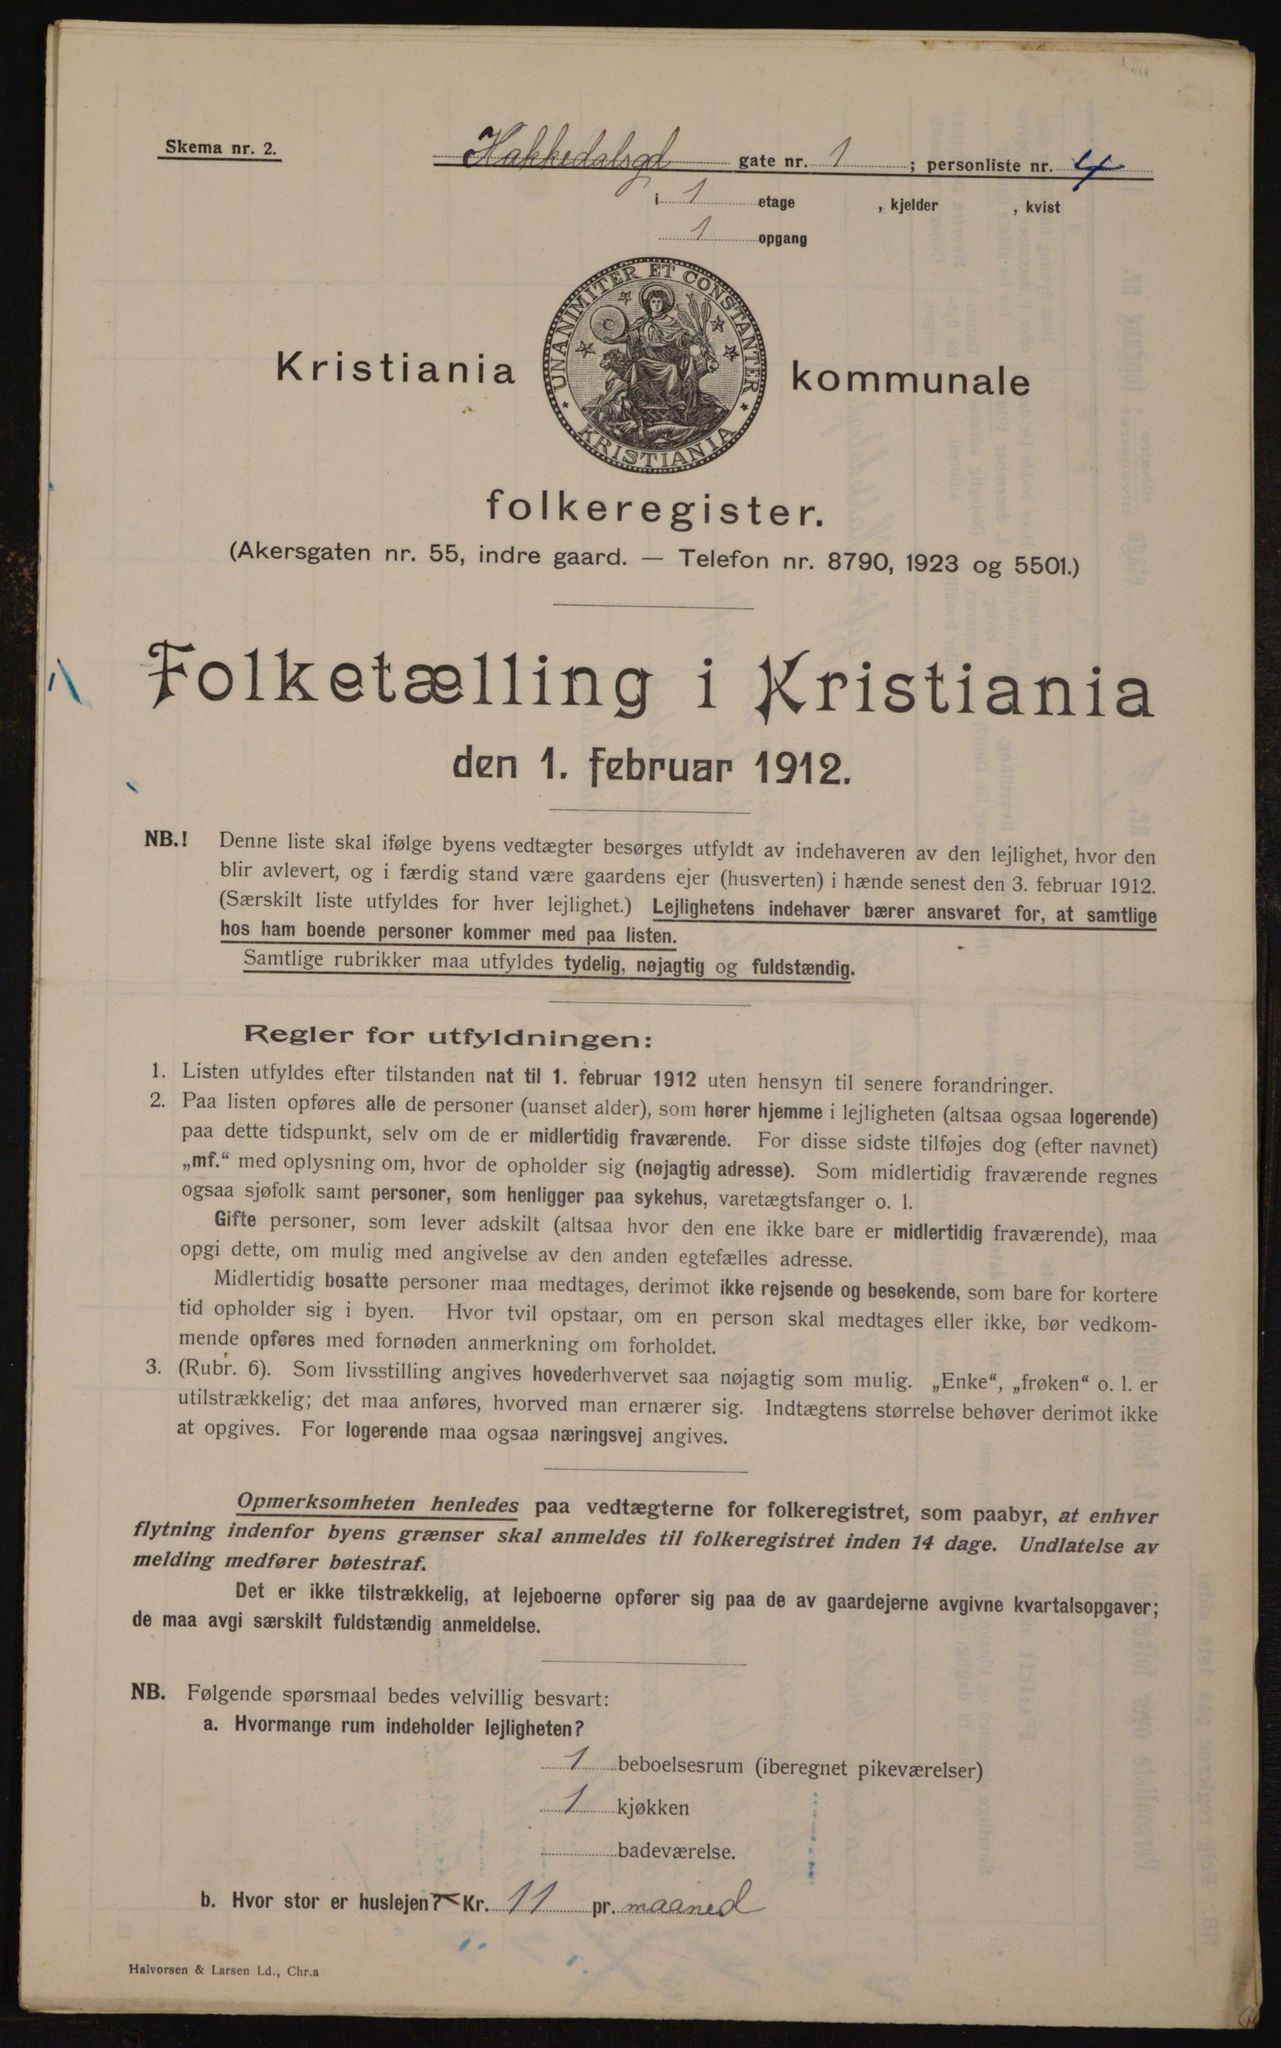 Skema nr. 2.
Hakkedalsgd gate nr. 1 ; personliste nr. 4
i 1 etage , kjelder , kvist
1 opgang
UNANIMITER ET CONSTANTER
KRISTIANIA
Kristiania kommunale
folkeregister.
(Akersgaten nr. 55, indre gaard. — Telefon nr. 8790, 1923 og 5501.)
Folketælling i Kristiania
den 1. februar 1912.
NB.! Denne liste skal ifølge byens vedtægter besørges utfyldt av indehaveren av den lejlighet, hvor den
blir avlevert, og i færdig stand være gaardens ejer (husverten) i hænde senest den 3. februar 1912.
(Særskilt liste utfyldes for hver lejlighet.) Lejlighetens indehaver bærer ansvaret for, at samtlige
hos ham boende personer kommer med paa listen.
Samtlige rubrikker maa utfyldes tydelig, nøjagtig og fuldstændig.
Regler for utfyldningen:
1. Listen utfyldes efter tilstanden nat til 1. februar 1912 uten hensyn til senere forandringer.
2. Paa listen opføres alle de personer (uanset alder), som hører hjemme i lejligheten (altsaa ogsaa logerende)
paa dette tidspunkt, selv om de er midlertidig fraværende. For disse sidste tilføjes dog (efter navnet)
„mf.“ med oplysning om, hvor de opholder sig (nøjagtig adresse). Som midlertidig fraværende regnes
ogsaa sjøfolk samt personer, som henligger paa sykehus, varetægtsfanger o. l.
Gifte personer, som lever adskilt (altsaa hvor den ene ikke bare er midlertidig fraværende), maa
opgi dette, om mulig med angivelse av den anden egtefælles adresse.
Midlertidig bosatte personer maa medtages, derimot ikke rejsende og besøkende, som bare for kortere
tid opholder sig i byen. Hvor tvil opstaar, om en person skal medtages eller ikke, bør vedkom-
mende opføres med fornøden anmerkning om forholdet.
3. (Rubr. 6). Som livsstilling angives hovederhvervet saa nøjagtig som mulig. „Enke“, „frøken“ o. l. er
utilstrækkelig; det maa anføres, hvorved man ernærer sig. Indtægtens størrelse behøver derimot ikke
at opgives. For logerende maa ogsaa næringsvej angives.
Opmerksomheten henledes paa vedtægterne for folkeregistret, som paabyr, at enhver
flytning indenfor byens grænser skal anmeldes til folkeregistret inden 14 dage. Undlatelse av
melding medfører bøtestraf.
Det er ikke tilstrækkelig, at lejeboerne opfører sig paa de av gaardejerne avgivne kvartalsopgaver;
de maa avgi særskilt fuldstændig anmeldelse.
NB. Følgende spørsmaal bedes velvillig besvart:
a. Hvormange rum indeholder lejligheten?
1 beboelsesrum (iberegnet pikeværelser)
1 kjøkken
badeværelse.
b. Hvor stor er huslejen? Kr. 11 pr. maaned
Halvorsen & Larsen Ld., Chr.a